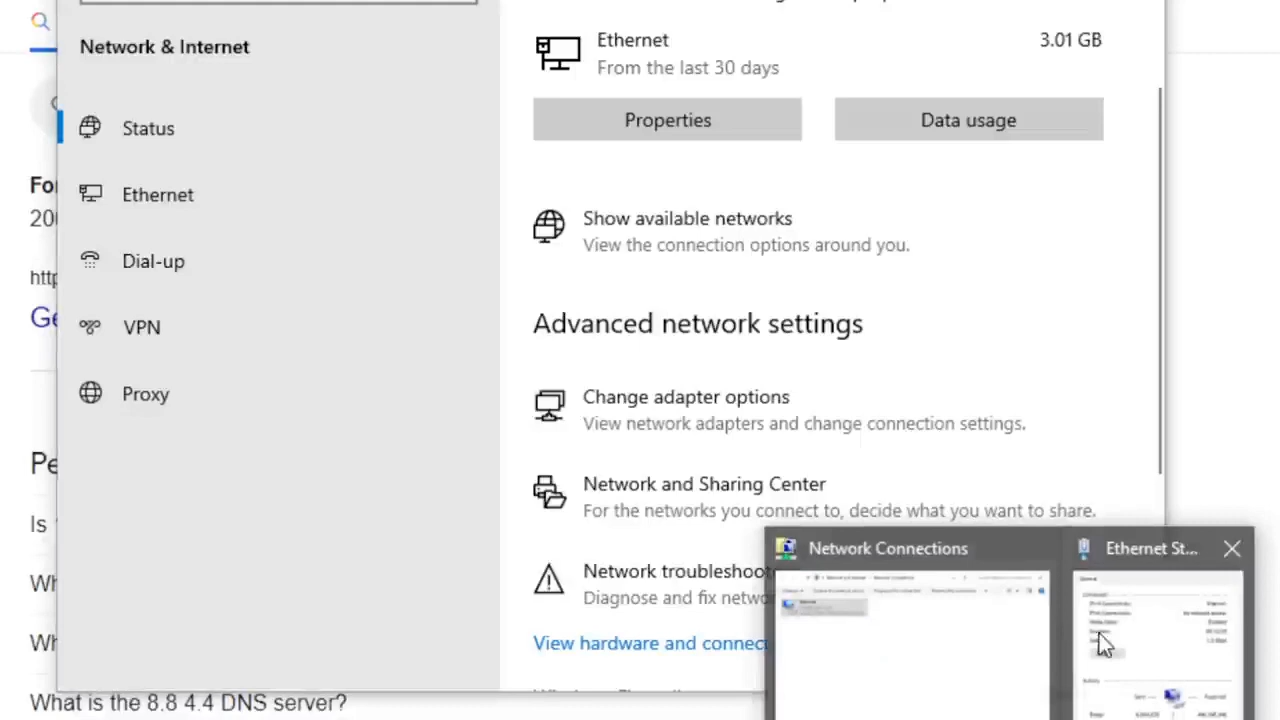 Network & Internet
Status
Ethernet
Dial-up
VPN
Proxy
Ethernet
3.01 GB
From the last 30 days
Properties
Data usage
Show available networks
View the connection options around you.
Advanced network settings
Change adapter options
View network adapters and change connection settings.
Network and Sharing Center
For the networks you connect to, decide what you want to share.
Network troubleshoot
Diagnose and fix netwo
View hardware and connec
Network Connections
Ethernet St...
Is
What is the 8.8 4.4 DNS server?